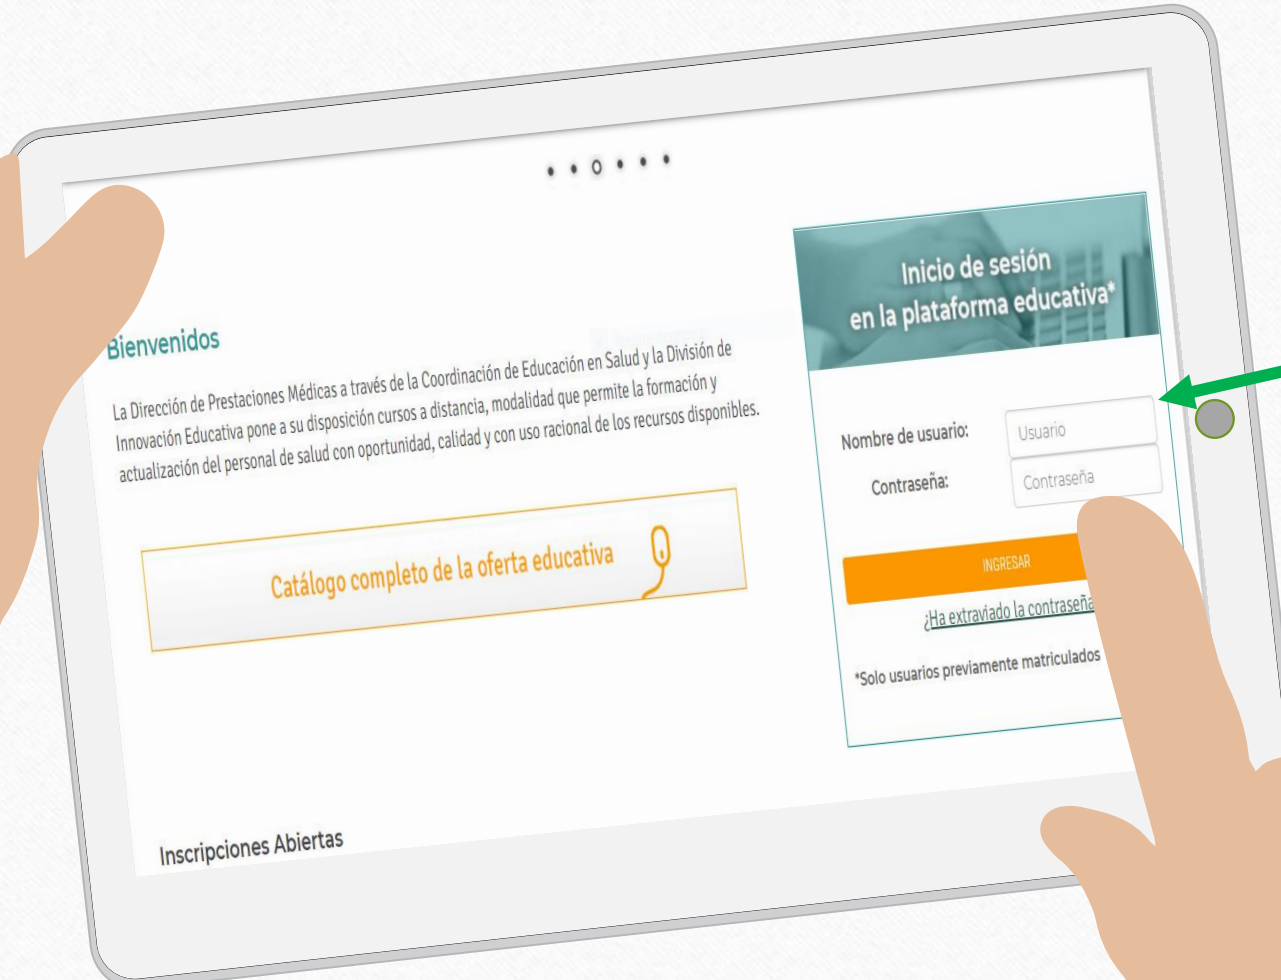 Bienvenidos
La Dirección de Prestaciones Médicas a través de la Coordinación de Educación en Salud y la División de
Innovación Educativa pone a su disposición cursos a distancia, modalidad que permite la formación y
actualización del personal de salud con oportunidad, calidad y con uso racional de los recursos disponibles.
Catálogo completo de la oferta educativa
Inscripciones Abiertas
Inicio de sesión
en la plataforma educativa*
Nombre de usuario: Usuario
Contraseña: Contraseña
INGRESAR
¿Ha extraviado la contraseña
*Solo usuarios previamente matriculados